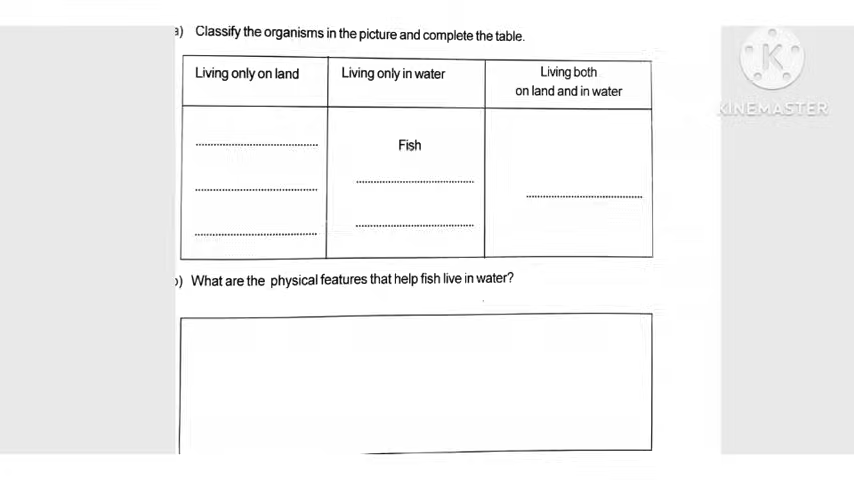 a) Classify the organisms in the picture and complete the table.
Living only on land
Living only in water
Living both
on land and in water
Fish
b) What are the physical features that help fish live in water?
K
KINEMASTER